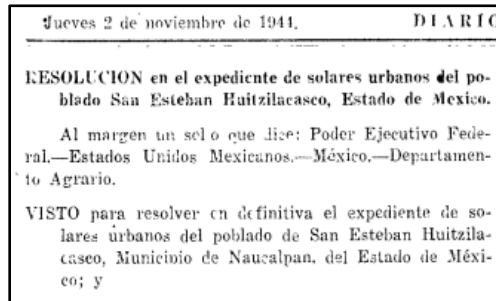 Jueves 2 de noviembre de 1944. DIARIO
RESOLUCION en el expediente de solares urbanos del po-
blado San Esteban Huitzilacasco, Estado de Mexico.
Al margen un sello que dice: Poder Ejecutivo Fede-
ral.—Estados Unidos Mexicanos.—México.—Departamen-
to Agrario.
VISTO para resolver en definitiva el expediente de so-
lares urbanos del poblado de San Esteban Huitzila-
casco, Municipio de Naucalpan, del Estado de Méxi-
co; y